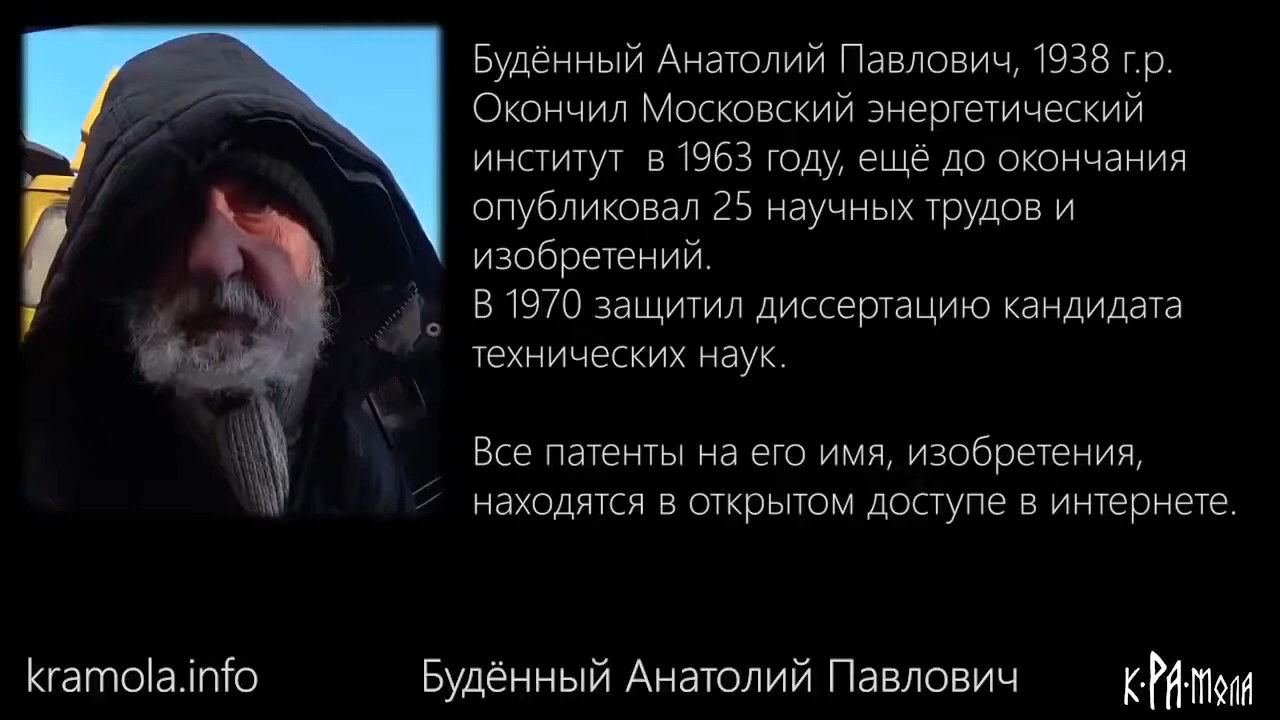 Будённый Анатолий Павлович, 1938 г.р.
Окончил Московский энергетический
институт в 1963 году, ещё до окончания
опубликовал 25 научных трудов и
изобретений.
В 1970 защитил диссертацию кандидата
технических наук.
Все патенты на его имя, изобретения,
находятся в открытом доступе в интернете.
kramola.info
Будённый Анатолий Павлович
К·РА·МОЛА